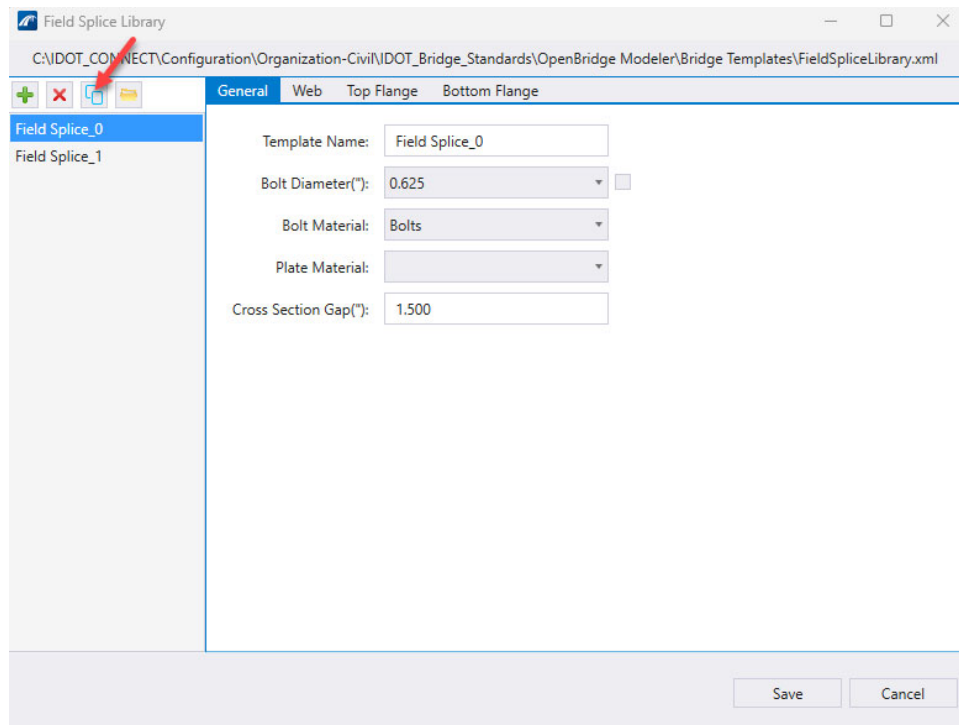 Field Splice Library
C:\IDOT_CONNECT\Configuration\Organization-Civil\IDOT_Bridge_Standards\OpenBridge Modeler\Bridge Templates\FieldSpliceLibrary.xml
General Web Top Flange Bottom Flange
Field Splice_0
Field Splice_1
Template Name: Field Splice_0
Bolt Diameter("): 0.625
Bolt Material: Bolts
Plate Material:
Cross Section Gap("): 1.500
Save Cancel